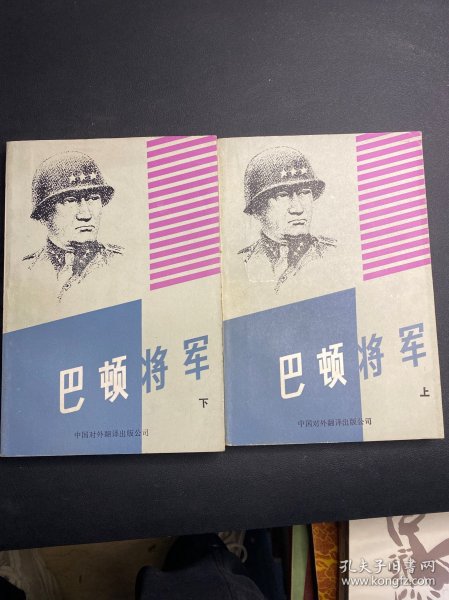 巴顿将军
下
中国对外翻译出版公司
巴顿将军
上
中国对外翻译出版公司
孔夫子旧书网
www.kongfz.com